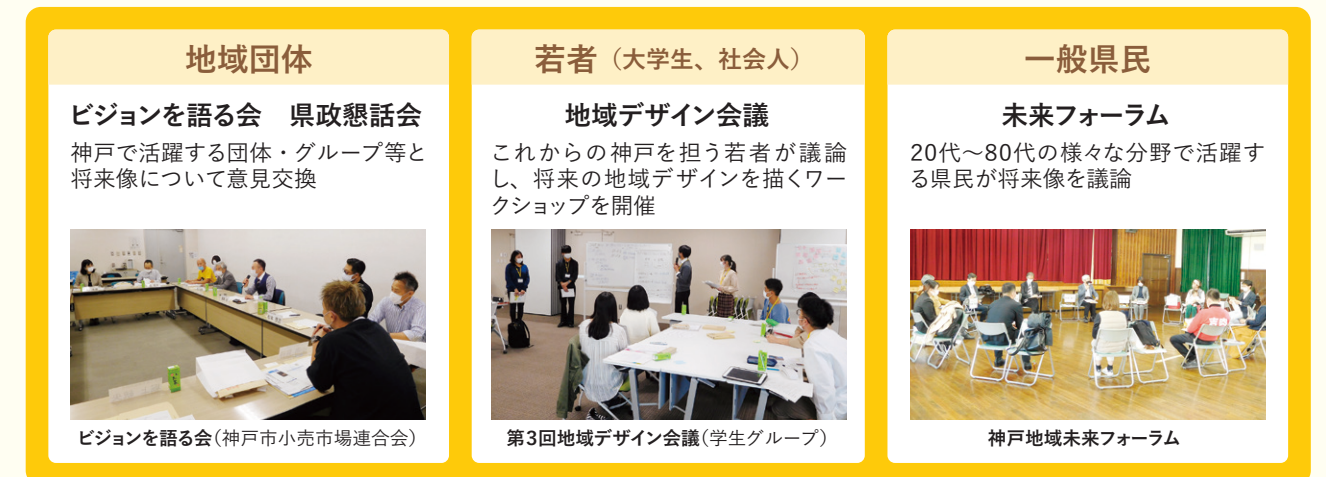 地域団体
ビジョンを語る会　県政懇話会
神戸で活躍する団体・グループ等と
将来像について意見交換
ビジョンを語る会(神戸市小売市場連合会)
若者（大学生、社会人）
地域デザイン会議
これからの神戸を担う若者が議論
し、将来の地域デザインを描くワー
クショップを開催
第3回地域デザイン会議(学生グループ)
一般県民
未来フォーラム
20代～80代の様々な分野で活躍す
る県民が将来像を議論
神戸地域未来フォーラム